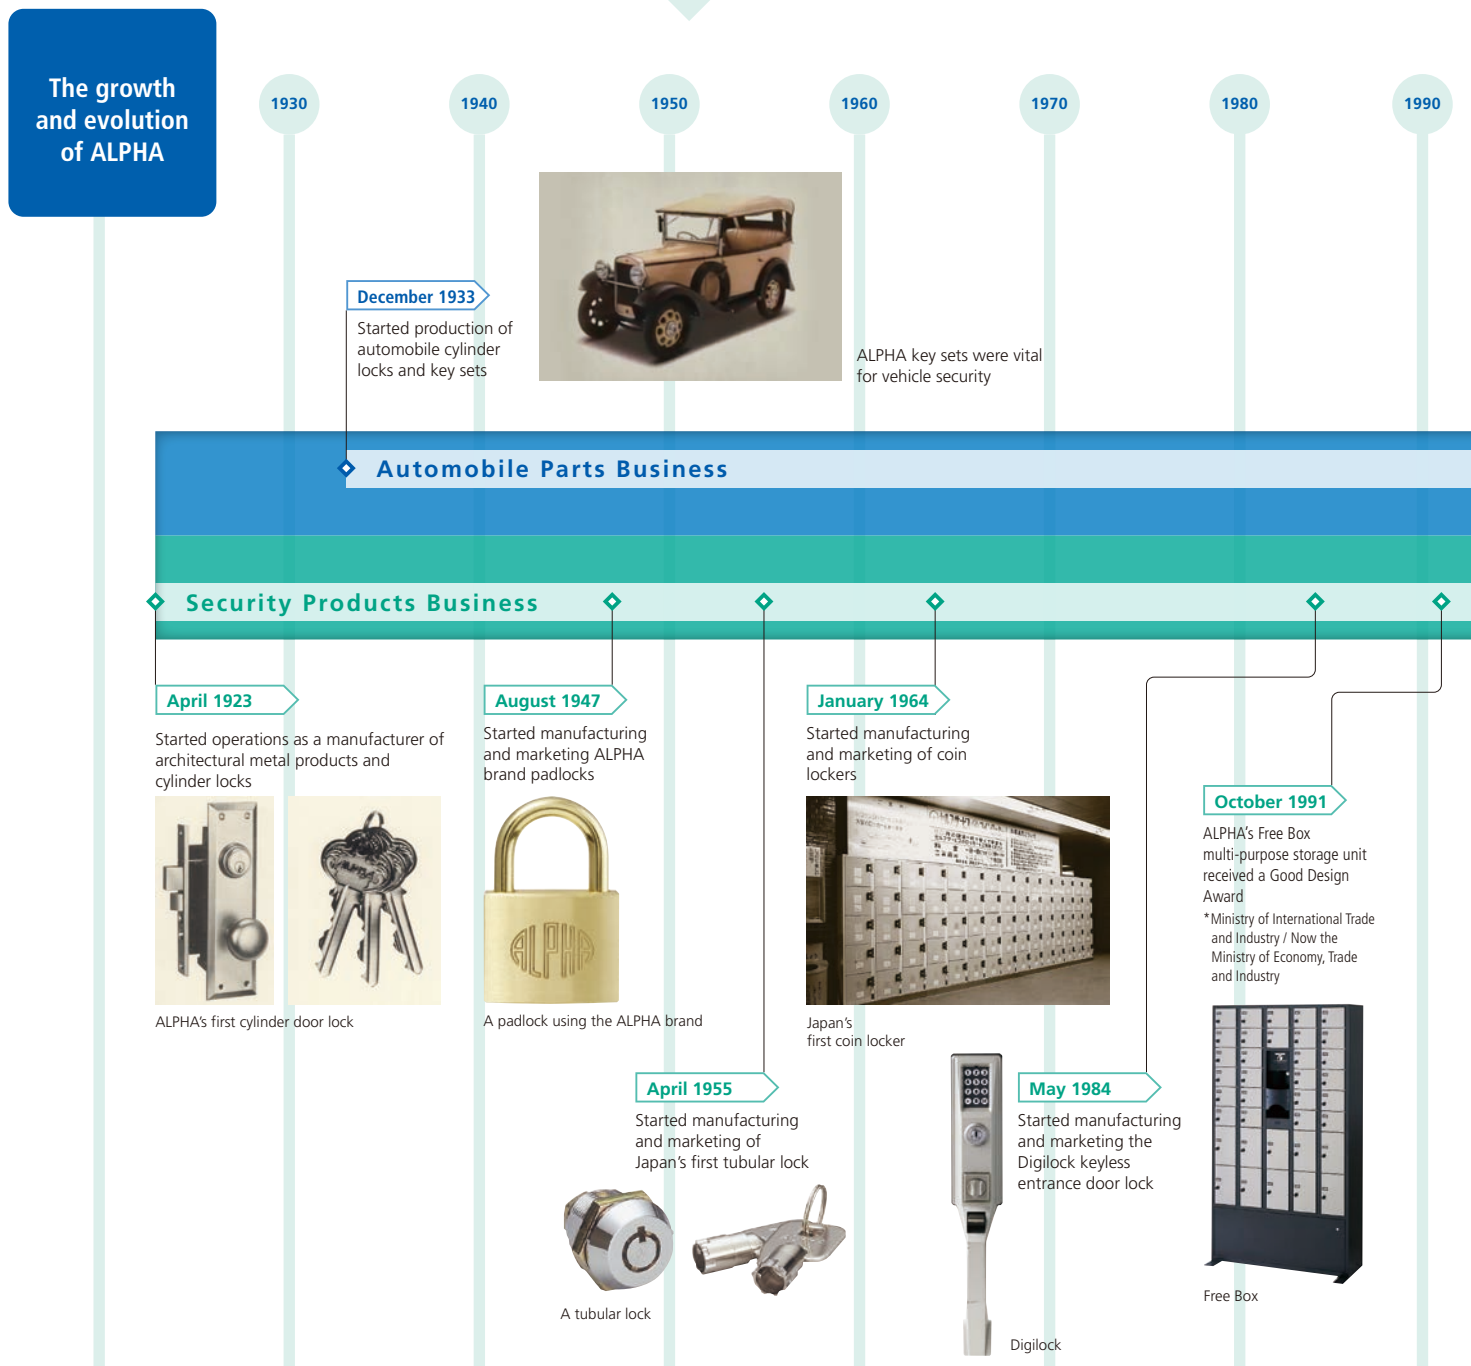 The growth
and evolution
of ALPHA
1930
1940
1950
1960
1970
1980
1990
December 1933
Started production of
automobile cylinder
locks and key sets
ALPHA key sets were vital
for vehicle security
Automobile Parts Business
Security Products Business
April 1923
Started operations as a manufacturer of
architectural metal products and
cylinder locks
ALPHA's first cylinder door lock
August 1947
Started manufacturing
and marketing ALPHA
brand padlocks
ALPHA
A padlock using the ALPHA brand
April 1955
Started manufacturing
and marketing of
Japan's first tubular lock
A tubular lock
January 1964
Started manufacturing
and marketing of coin
lockers
Japan's
first coin locker
May 1984
Started manufacturing
and marketing the
Digilock keyless
entrance door lock
Digilock
October 1991
ALPHA's Free Box
multi-purpose storage unit
received a Good Design
Award
*Ministry of International Trade
and Industry / Now the
Ministry of Economy, Trade
and Industry
Free Box